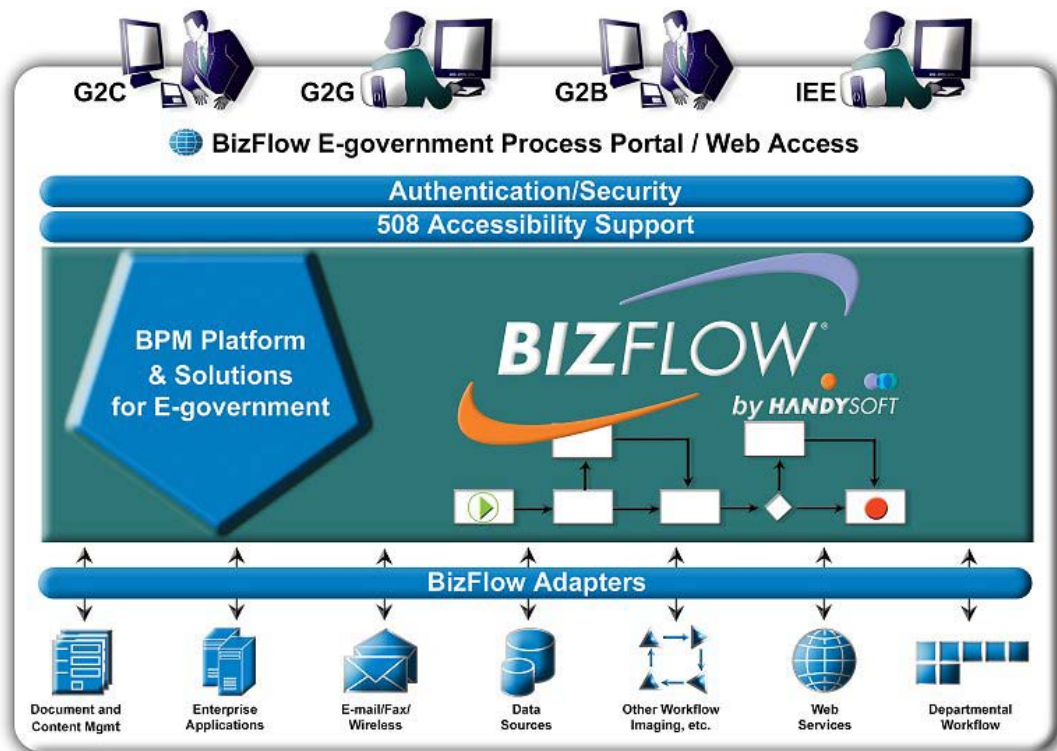 G2C
G2G
G2B
IEE
BizFlow E-government Process Portal / Web Access
Authentication/Security
508 Accessibility Support
BPM Platform
& Solutions
for E-government
BIZFLOW®
by HANDYSOFT
BizFlow Adapters
Document and
Content Mgmt
Enterprise
Applications
E-mail/Fax/
Wireless
Data
Sources
Other Workflow
Imaging, etc.
Web
Services
Departmental
Workflow